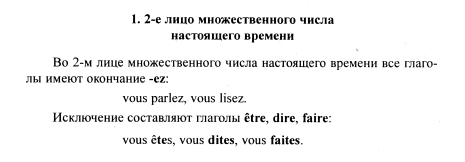 1. 2-е лицо множественного числа
настоящего времени
Во 2-м лице множественного числа настоящего времени все глаго-
лы имеют окончание -ez:
vous parlez, vous lisez.
Исключение составляют глаголы être, dire, faire:
vous êtes, vous dites, vous faites.